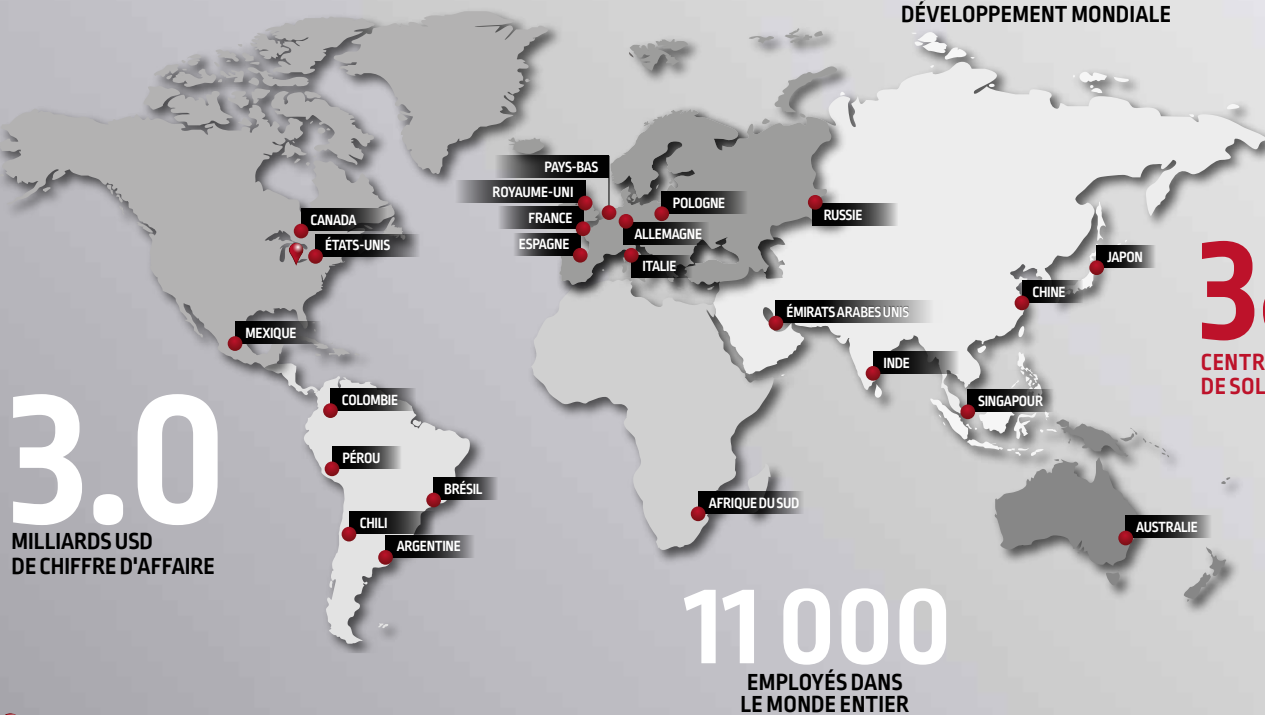 DÉVELOPPEMENT MONDIALE
PAYS-BAS
ROYAUME-UNI
POLOGNE
FRANCE
RUSSIE
CANADA
ALLEMAGNE
ÉTATS-UNIS
ESPAGNE
ITALIE
JAPON
CHINE
ÉMIRATS ARABES UNIS
MEXIQUE
INDE
COLOMBIE
SINGAPOUR
3.0
MILLIARDS USD
DE CHIFFRE D'AFFAIRE
PÉROU
BRÉSIL
AFRIQUE DU SUD
CHILI
AUSTRALIE
ARGENTINE
11 000
EMPLOYÉS DANS
LE MONDE ENTIER